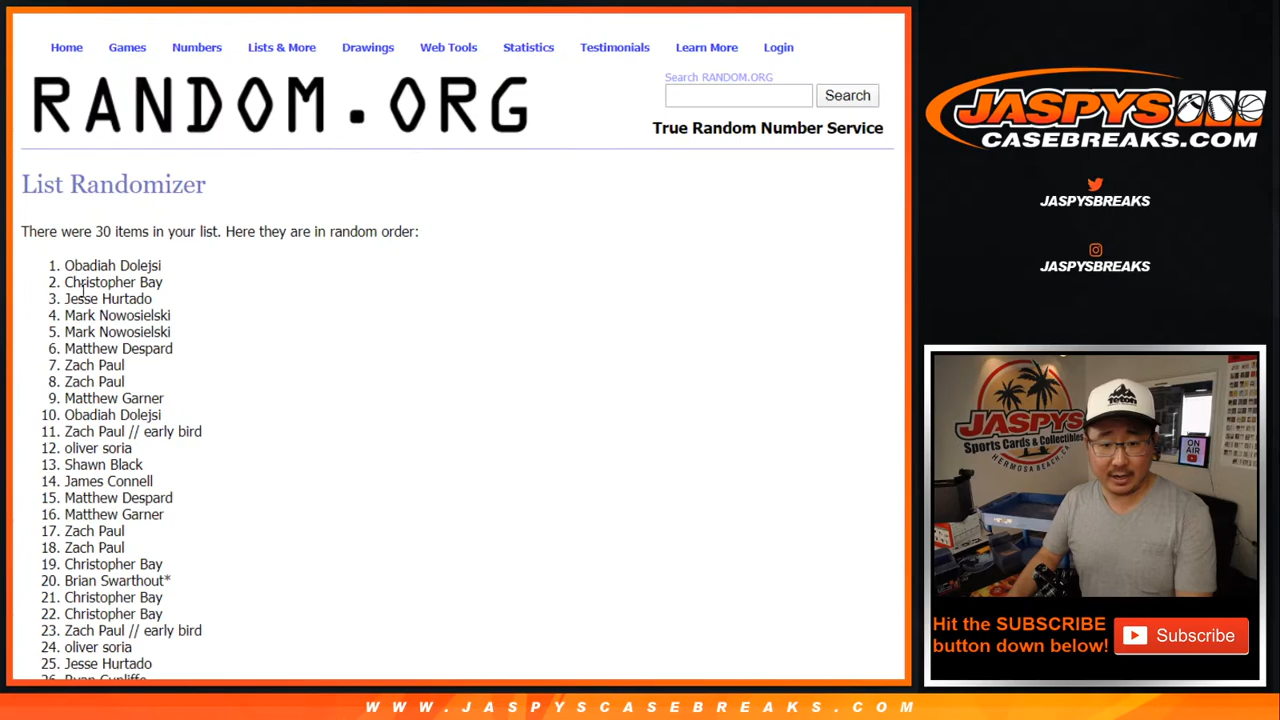 Home Games Numbers Lists & More Drawings Web Tools Statistics Testimonials Learn More Login
RANDOM.ORG
Search RANDOM.ORG
Search
True Random Number Service
List Randomizer
There were 30 items in your list. Here they are in random order:
1. Obadiah Dolejsi
2. Christopher Bay
3. Jesse Hurtado
4. Mark Nowosielski
5. Mark Nowosielski
6. Matthew Despard
7. Zach Paul
8. Zach Paul
9. Matthew Garner
10. Obadiah Dolejsi
11. Zach Paul // early bird
12. oliver soria
13. Shawn Black
14. James Connell
15. Matthew Despard
16. Matthew Garner
17. Zach Paul
18. Zach Paul
19. Christopher Bay
20. Brian Swarthout*
21. Christopher Bay
22. Christopher Bay
23. Zach Paul // early bird
24. oliver soria
25. Jesse Hurtado
26. Ryan Cunliffe
JASPYS
CASEBREAKS.COM
JASPYSBREAKS
JASPYSBREAKS
JASPYS
Sports Cards & Collectibles
HERMOSA BEACH, CA
TETON
ON AIR
Hit the SUBSCRIBE
button down below!
Subscribe
WWW.JASPYSCASEBREAKS.COM